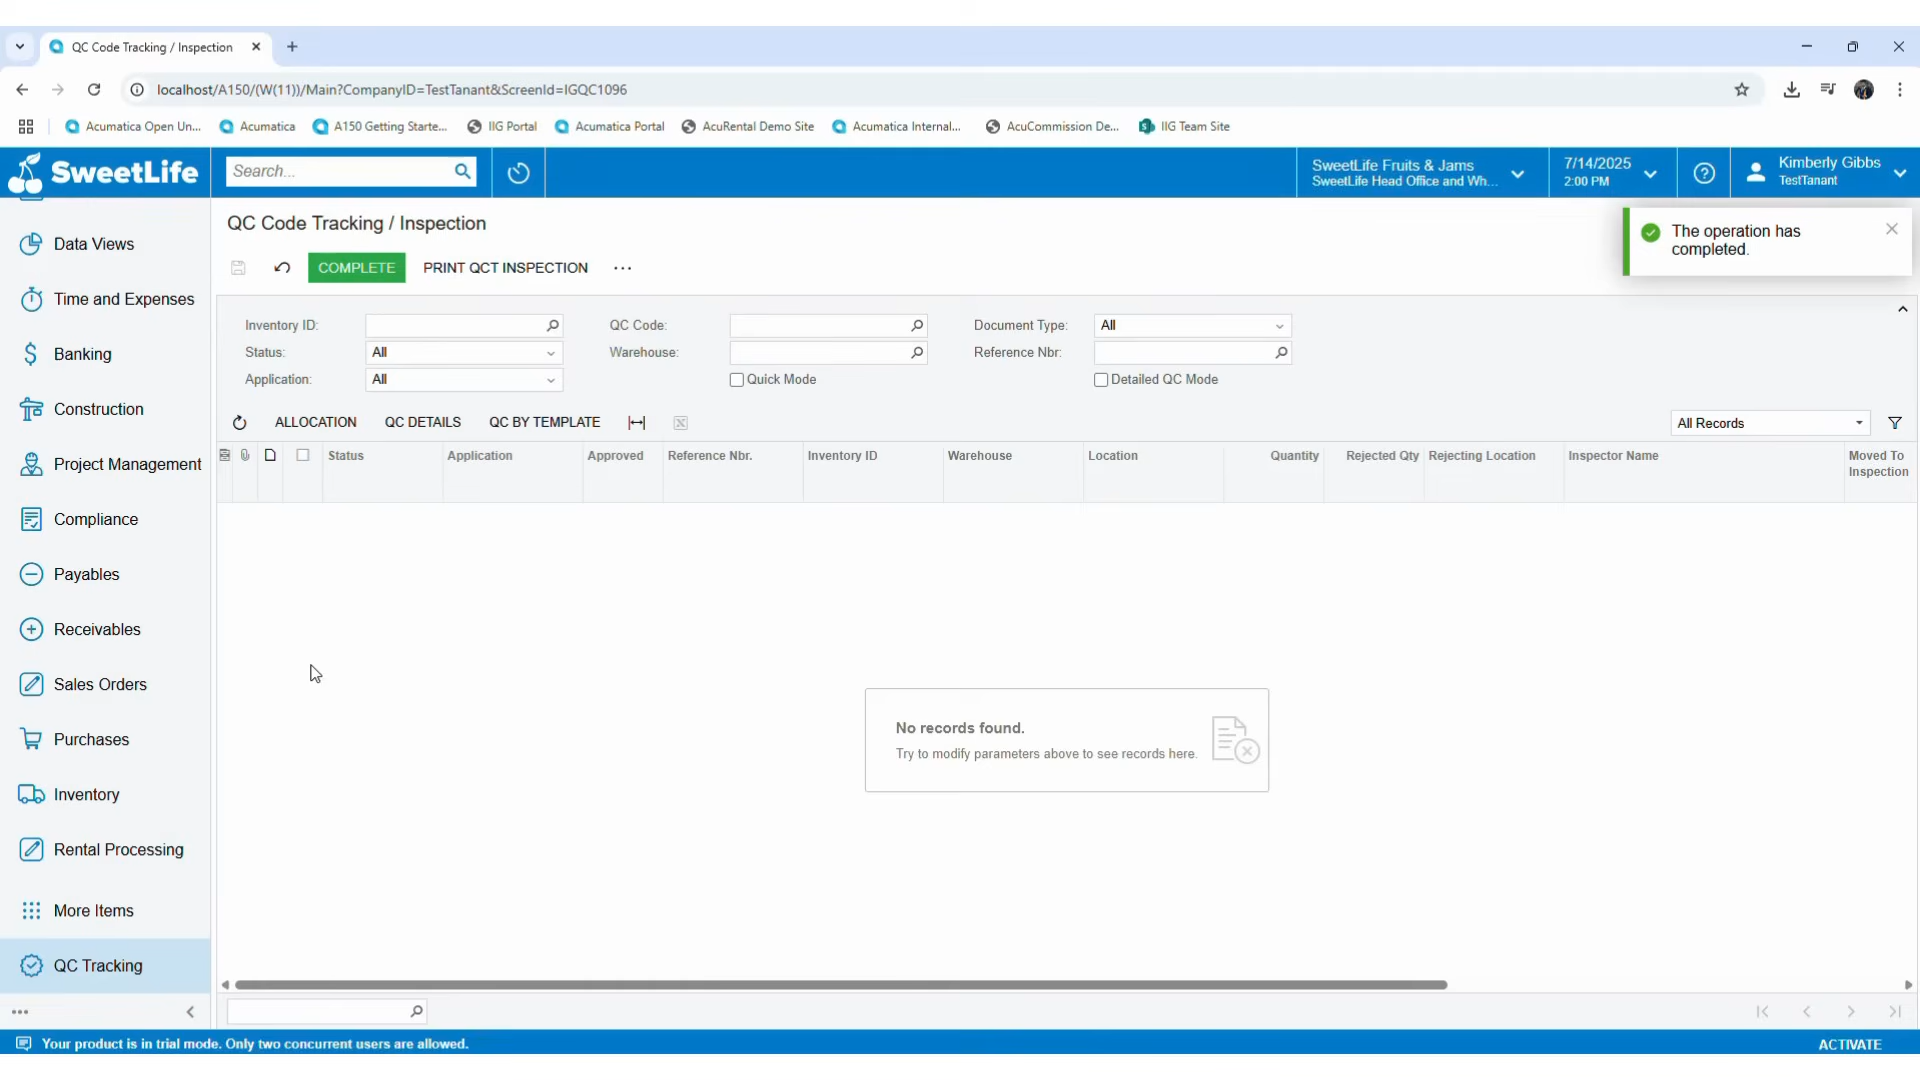 QC Code Tracking / Inspection
localhost/A150/(W(11))/Main?CompanyID=TestTanant&ScreenId=IGQC1096
Acumatica Open Un... Acumatica A150 Getting Starte... IIG Portal Acumatica Portal AcuRental Demo Site Acumatica Internal... AcuCommission De... IIG Team Site
SweetLife
Search...
SweetLife Fruits & Jams
SweetLife Head Office and Wh...
7/14/2025
2:00 PM
Kimberly Gibbs
TestTanant
Data Views
Time and Expenses
Banking
Construction
Project Management
Compliance
Payables
Receivables
Sales Orders
Purchases
Inventory
Rental Processing
More Items
QC Tracking
QC Code Tracking / Inspection
The operation has
completed.
COMPLETE PRINT QCT INSPECTION
Inventory ID: QC Code: Document Type: All
Status: All Warehouse: Reference Nbr:
Application: All Quick Mode Detailed QC Mode
ALLOCATION QC DETAILS QC BY TEMPLATE All Records
Status Application Approved Reference Nbr. Inventory ID Warehouse Location Quantity Rejected Qty Rejecting Location Inspector Name Moved To
Inspection
No records found.
Try to modify parameters above to see records here.
Your product is in trial mode. Only two concurrent users are allowed. ACTIVATE